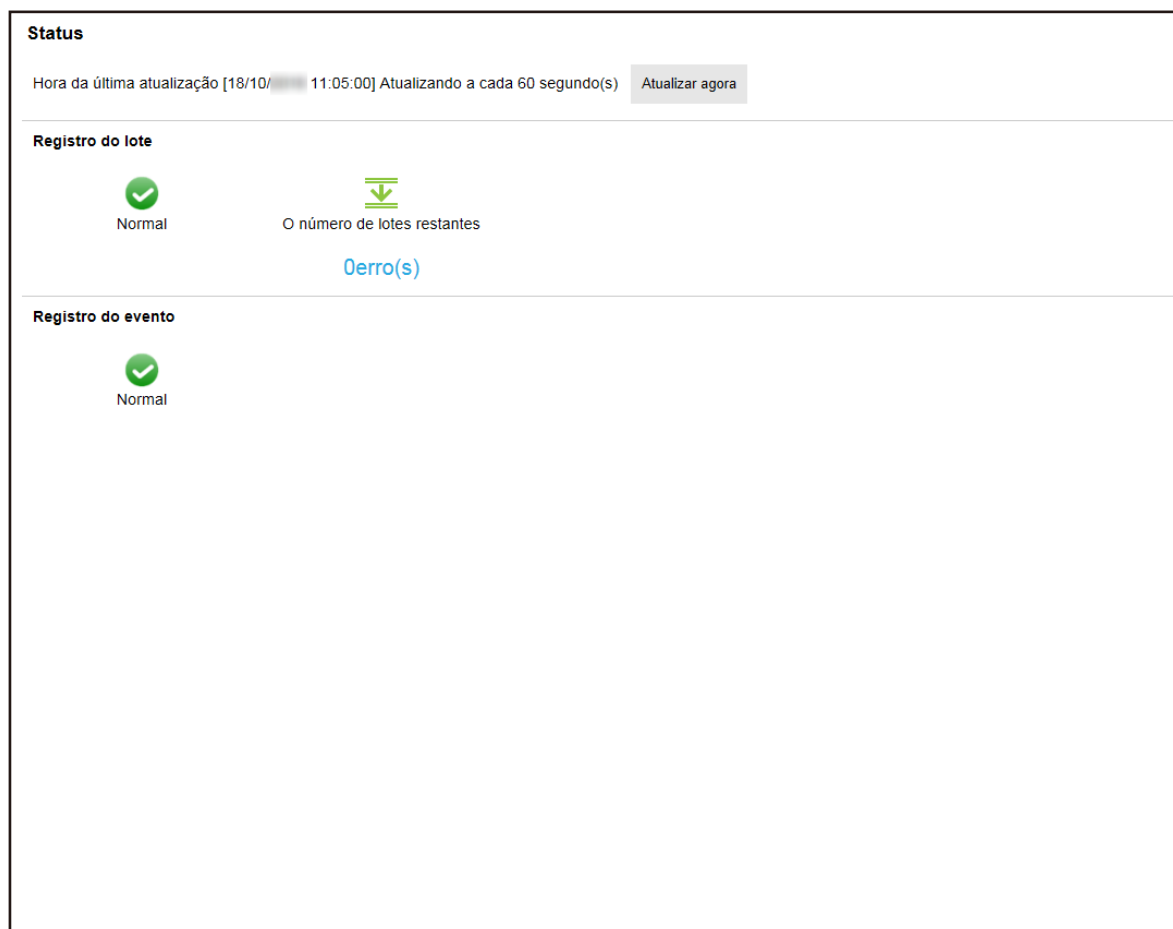 Status
Hora da última atualização [18/10/ 11:05:00] Atualizando a cada 60 segundo(s) Atualizar agora
Registro do lote
Normal O número de lotes restantes
0erro(s)
Registro do evento
Normal